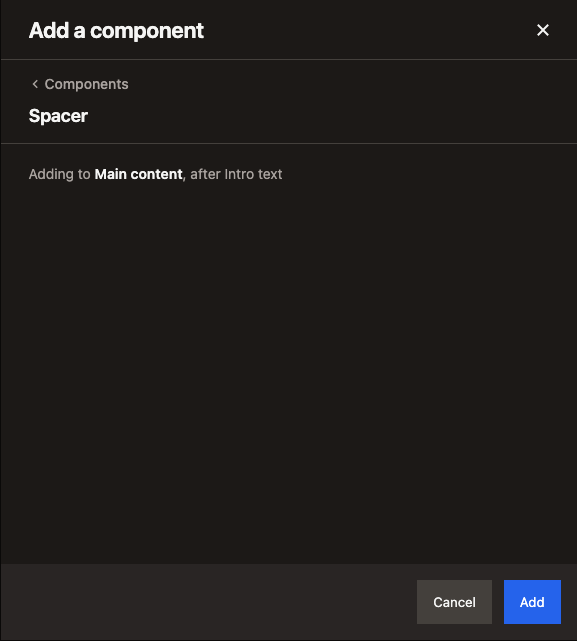 Add a component
Components
Spacer
Adding to Main content, after Intro text
Cancel
Add